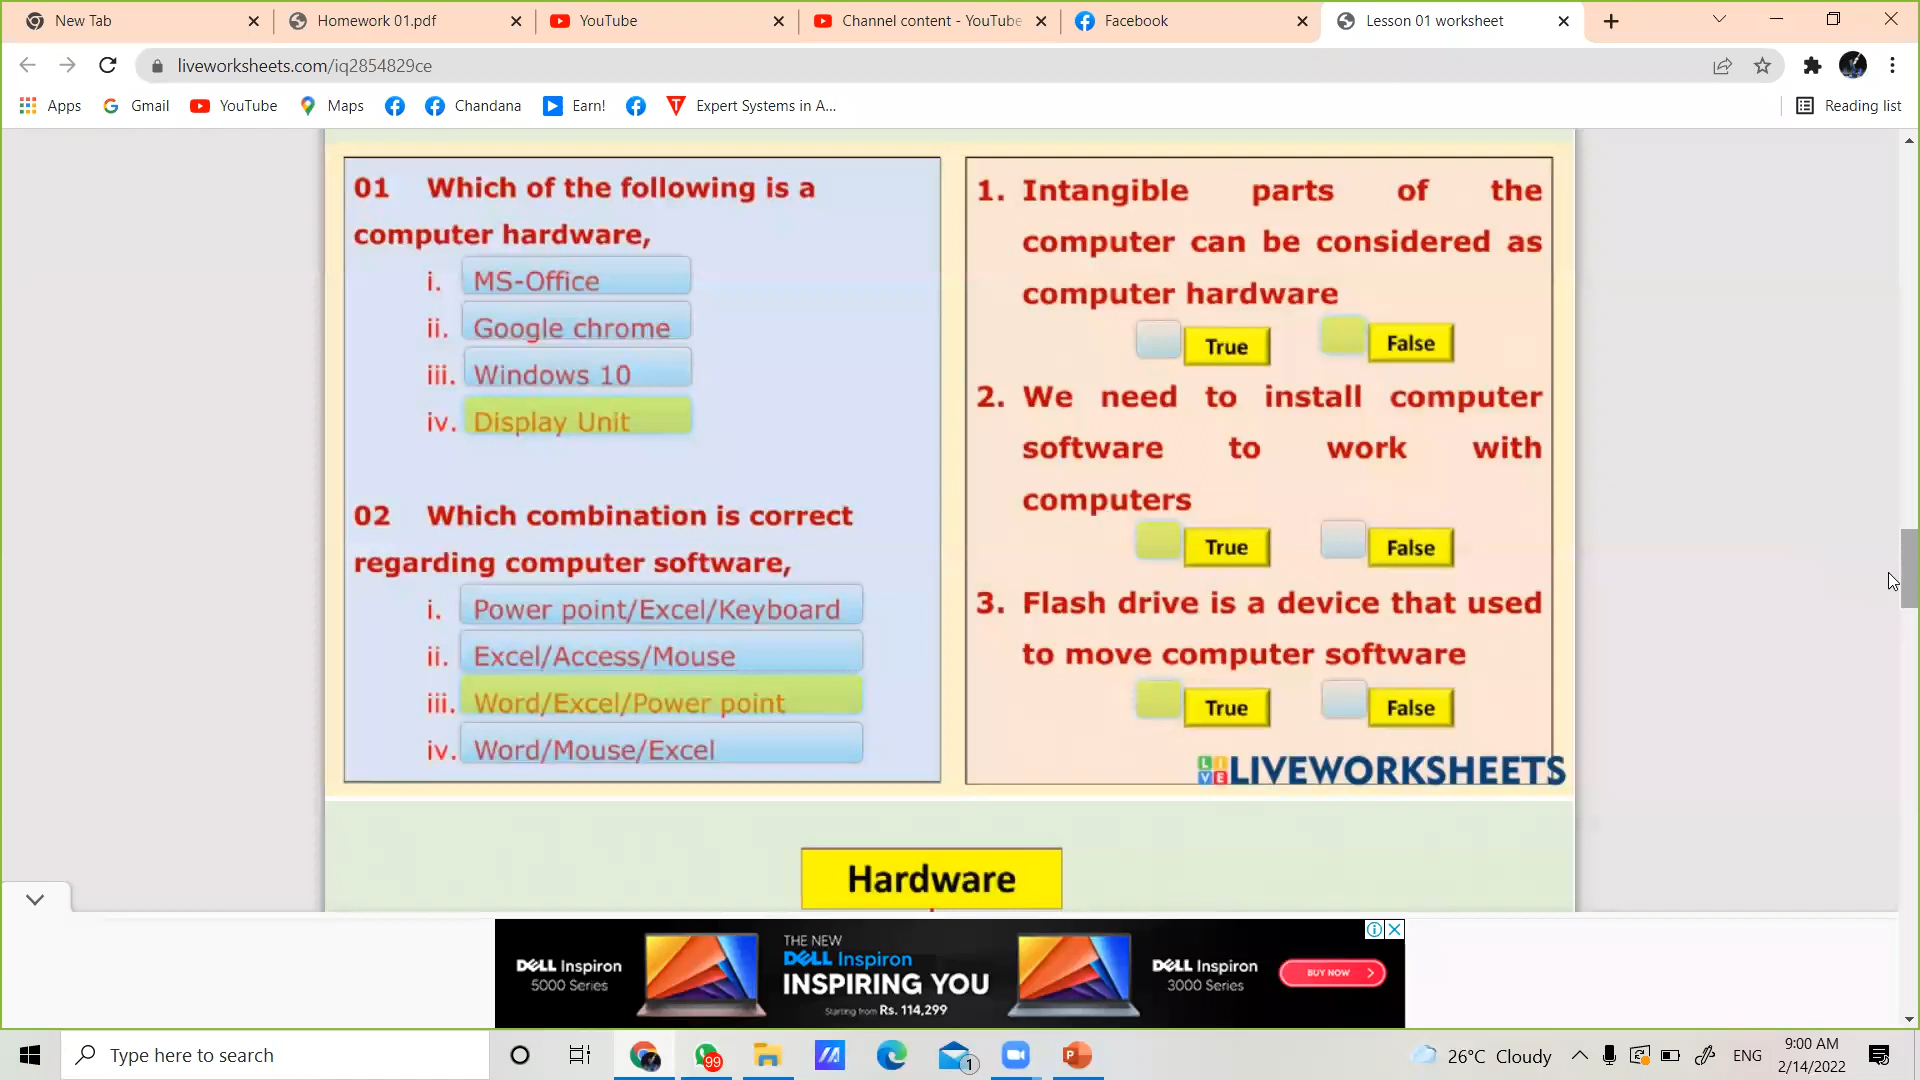 New Tab
Homework 01.pdf
YouTube
Channel content - YouTube
Facebook
Lesson 01 worksheet
liveworksheets.com/iq2854829ce
Apps
Gmail
YouTube
Maps
Chandana
Earn!
Expert Systems in A...
Reading list
01 Which of the following is a
computer hardware,
i. MS-Office
ii. Google chrome
iii. Windows 10
iv. Display Unit
02 Which combination is correct
regarding computer software,
i. Power point/Excel/Keyboard
ii. Excel/Access/Mouse
iii. Word/Excel/Power point
iv. Word/Mouse/Excel
1. Intangible parts of the
computer can be considered as
computer hardware
True False
2. We need to install computer
software to work with
computers
True False
3. Flash drive is a device that used
to move computer software
True False
LIVE LIVEWORKSHEETS
Hardware
DELL Inspiron
5000 Series
THE NEW
DELL Inspiron
INSPIRING YOU
Starting from Rs. 114,299
DELL Inspiron
3000 Series
BUY NOW
Type here to search
99
1
P
26°C Cloudy
ENG
9:00 AM
2/14/2022